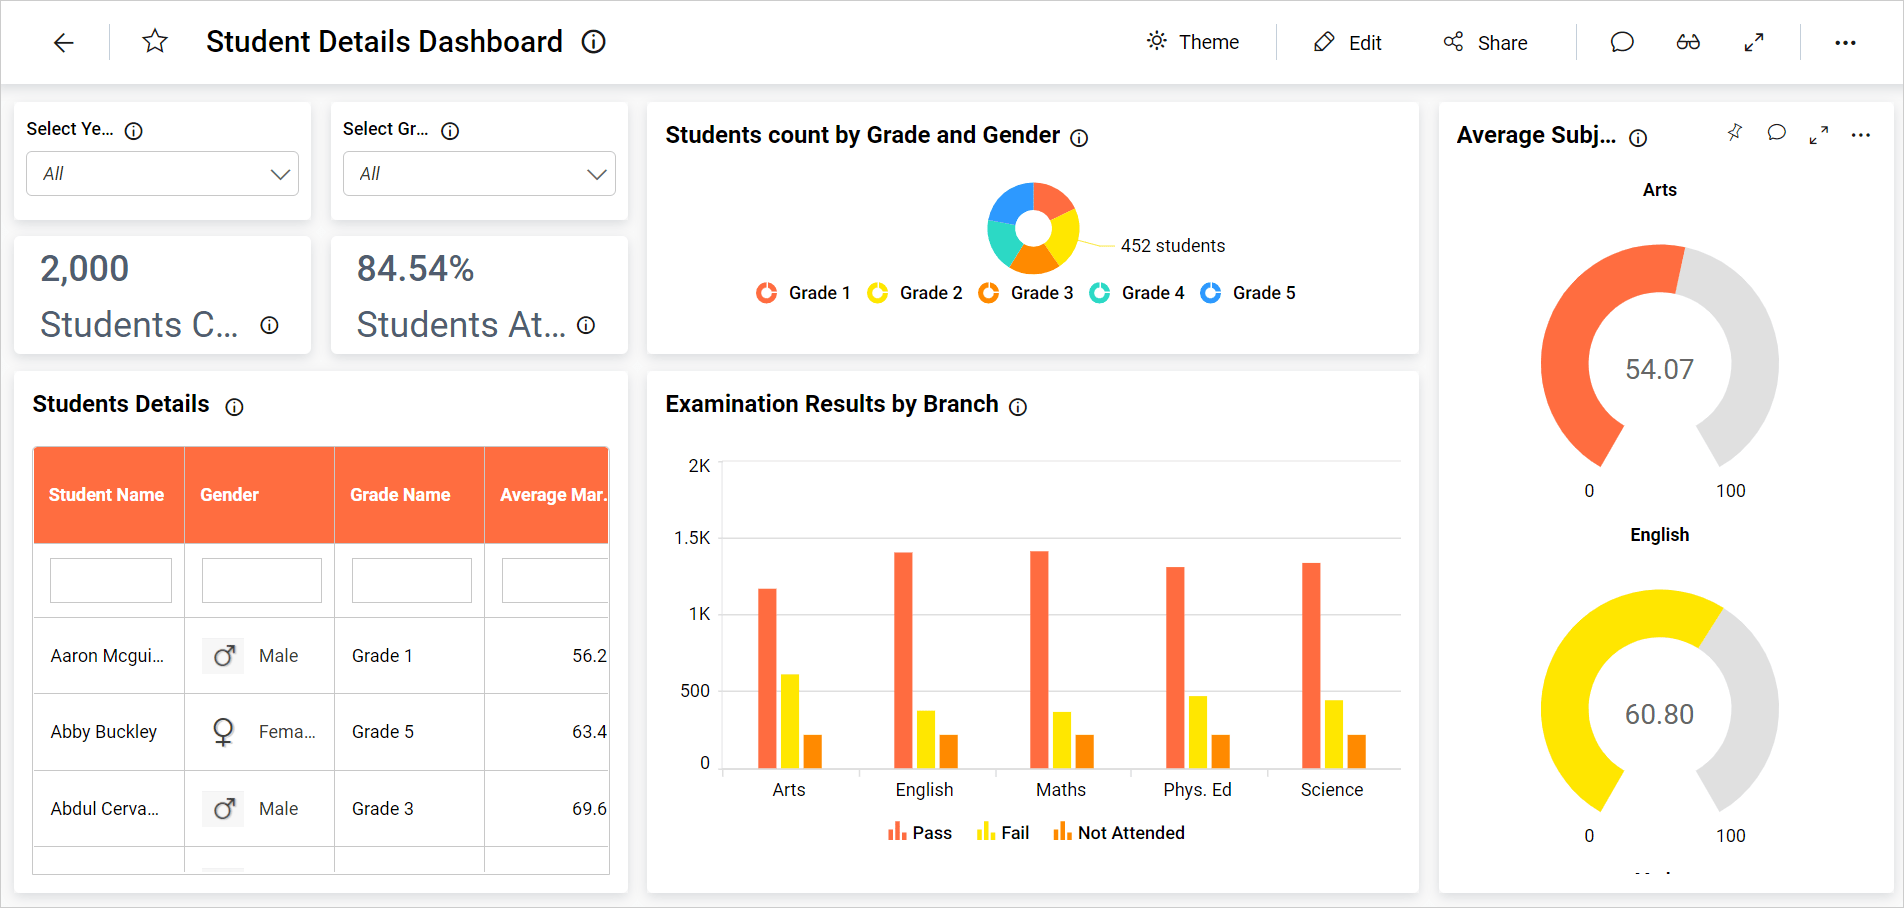 Student Details Dashboard
Theme
Edit
Share
Select Ye...
All
Select Gr...
All
2,000
Students C...
84.54%
Students At...
Students count by Grade and Gender
452 students
Grade 1
Grade 2
Grade 3
Grade 4
Grade 5
Average Subj...
Arts
54.07
0
100
English
60.80
0
100
Students Details
Student Name
Gender
Grade Name
Average Mar.
Aaron Mcgui...
Male
Grade 1
56.2
Abby Buckley
Fema...
Grade 5
63.4
Abdul Cerva...
Male
Grade 3
69.6
Examination Results by Branch
2K
1.5K
1K
500
0
Arts
English
Maths
Phys. Ed
Science
Pass
Fail
Not Attended